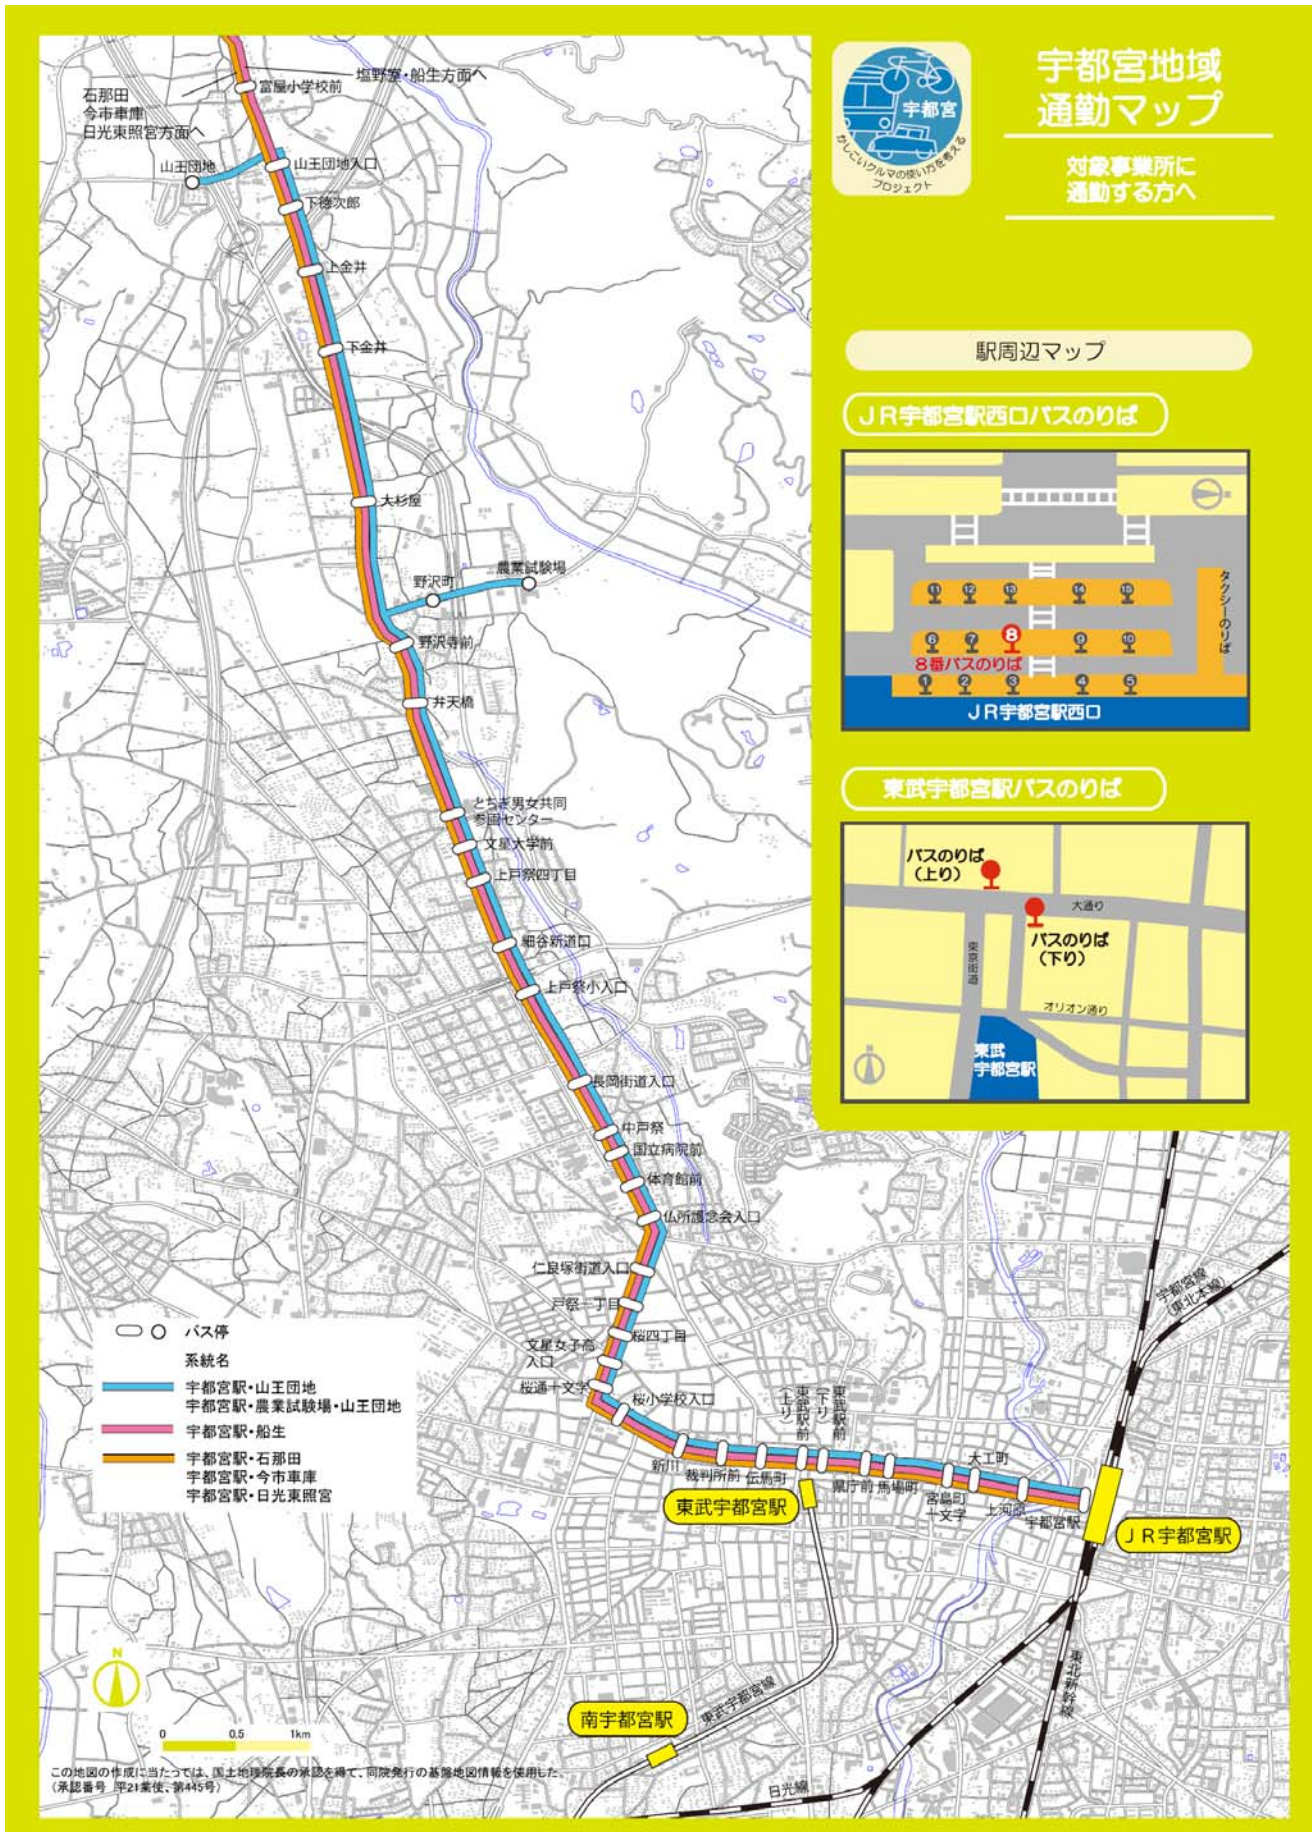 塩野室・船生方面へ
富屋小学校前
石那田
今市車庫
日光東照宮方面へ
山王団地
山王団地入口
下徳次郎
上金井
下金井
大杉屋
農業試験場
野沢町
野沢寺前
弁天橋
とちぎ男女共同
参画センター
文星大学前
上戸祭四丁目
細谷新道口
上戸祭小入口
長岡街道入口
中戸祭
国立病院前
体育館前
仏所護念会入口
仁良塚街道入口
戸祭一丁目
桜四丁目
文星女子高
入口
桜通十文字
桜小学校入口
新川
裁判所前
伝馬町
東武駅前
(上り)
東武駅前
(下り)
県庁前
馬場町
宮島町
十文字
大工町
上河原
宇都宮駅
東武宇都宮駅
JR宇都宮駅
南宇都宮駅
東武宇都宮線
日光線
東北新幹線
宇都宮線
(東北本線)
バス停
系統名
宇都宮駅・山王団地
宇都宮駅・農業試験場・山王団地
宇都宮駅・船生
宇都宮駅・石那田
宇都宮駅・今市車庫
宇都宮駅・日光東照宮
N
0 0.5 1km
この地図の作成に当たっては、国土地理院長の承認を得て、同院発行の基盤地図情報を使用した。
(承認番号 平21業使、第445号)
宇都宮
かしこいクルマの使い方を考える
プロジェクト
宇都宮地域
通勤マップ
対象事業所に
通勤する方へ
駅周辺マップ
JR宇都宮駅西口バスのりば
11 12 13 14 15
6 7 8 9 10
8番バスのりば
1 2 3 4 5
タクシーのりば
JR宇都宮駅西口
東武宇都宮駅バスのりば
バスのりば
(上り)
大通り
バスのりば
(下り)
東京街道
オリオン通り
東武
宇都宮駅